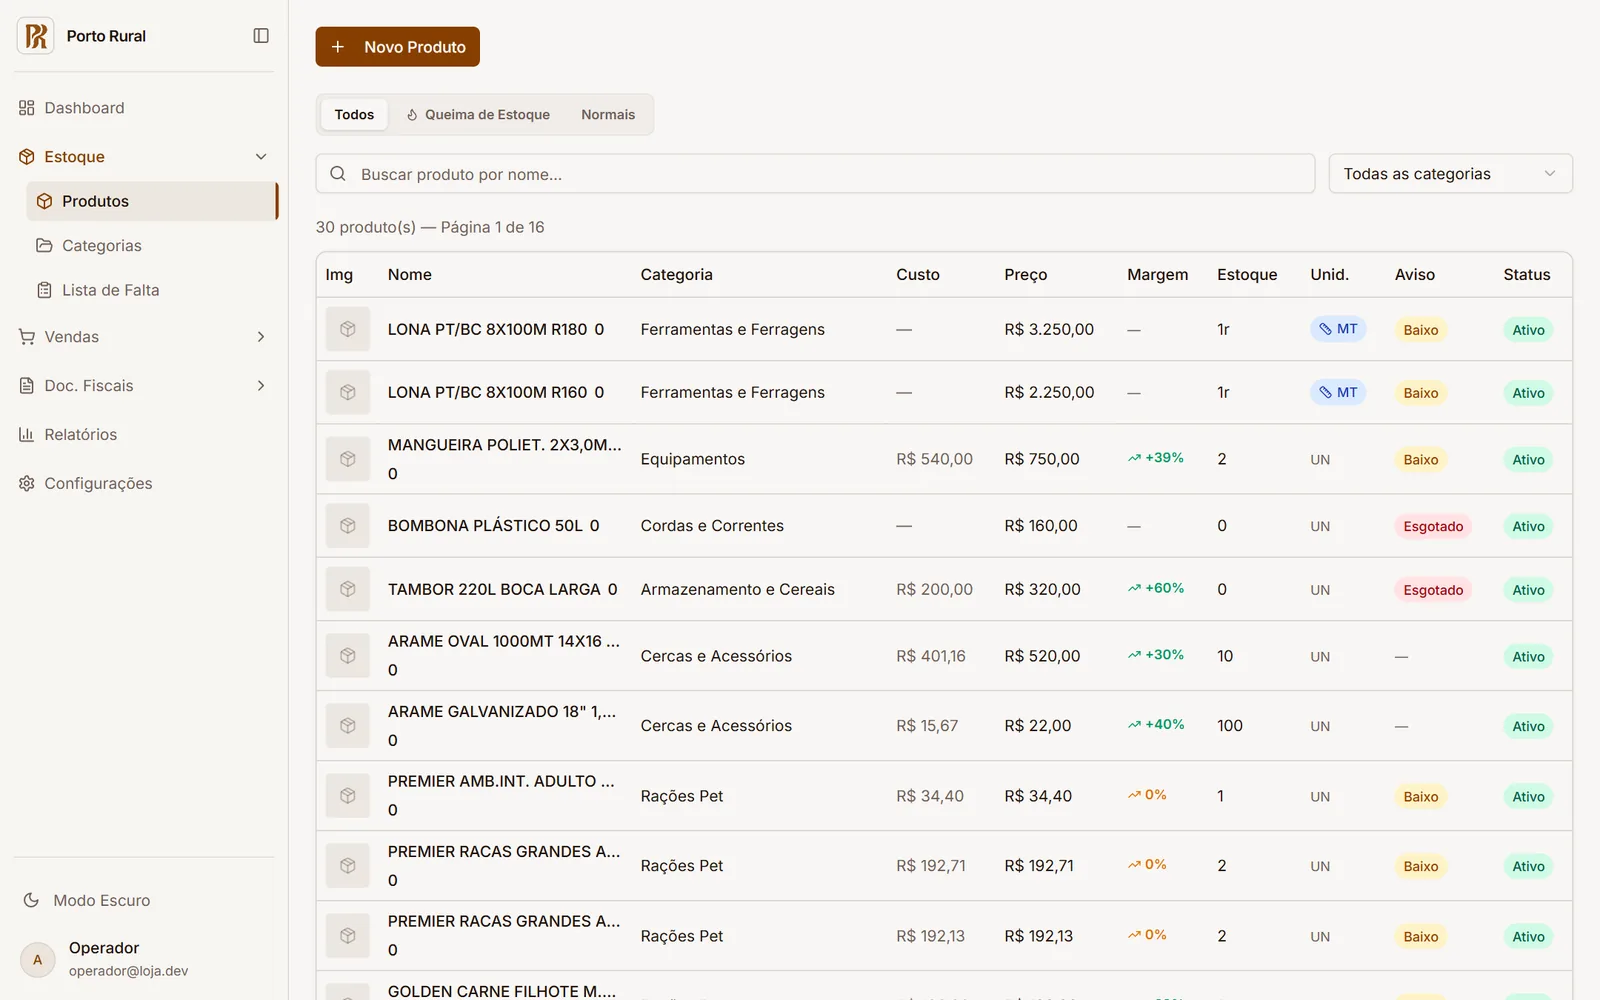 Porto Rural
Dashboard
Estoque
Produtos
Categorias
Lista de Falta
Vendas
Doc. Fiscais
Relatórios
Configurações
Modo Escuro
A
Operador
operador@loja.dev
+ Novo Produto
Todos Queima de Estoque Normais
Buscar produto por nome... Todas as categorias
30 produto(s) — Página 1 de 16
Img Nome Categoria Custo Preço Margem Estoque Unid. Aviso Status
LONA PT/BC 8X100M R180 0 Ferramentas e Ferragens — R$ 3.250,00 — 1r MT Baixo Ativo
LONA PT/BC 8X100M R160 0 Ferramentas e Ferragens — R$ 2.250,00 — 1r MT Baixo Ativo
MANGUEIRA POLIET. 2X3,0M...
0 Equipamentos R$ 540,00 R$ 750,00 +39% 2 UN Baixo Ativo
BOMBONA PLÁSTICO 50L 0 Cordas e Correntes — R$ 160,00 — 0 UN Esgotado Ativo
TAMBOR 220L BOCA LARGA 0 Armazenamento e Cereais R$ 200,00 R$ 320,00 +60% 0 UN Esgotado Ativo
ARAME OVAL 1000MT 14X16 ...
0 Cercas e Acessórios R$ 401,16 R$ 520,00 +30% 10 UN — Ativo
ARAME GALVANIZADO 18" 1,...
0 Cercas e Acessórios R$ 15,67 R$ 22,00 +40% 100 UN — Ativo
PREMIER AMB.INT. ADULTO ...
0 Rações Pet R$ 34,40 R$ 34,40 0% 1 UN Baixo Ativo
PREMIER RACAS GRANDES A...
0 Rações Pet R$ 192,71 R$ 192,71 0% 2 UN Baixo Ativo
PREMIER RACAS GRANDES A...
0 Rações Pet R$ 192,13 R$ 192,13 0% 2 UN Baixo Ativo
GOLDEN CARNE FILHOTE M....